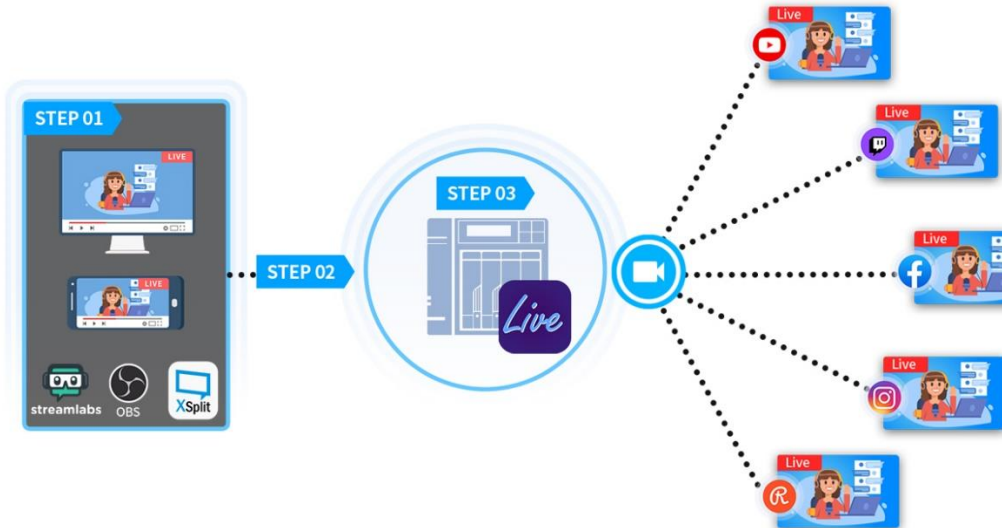 STEP 01
LIVE
LIVE
streamlabs
OBS
XSplit
STEP 02
STEP 03
Live
Live
Live
Live
Live
Live